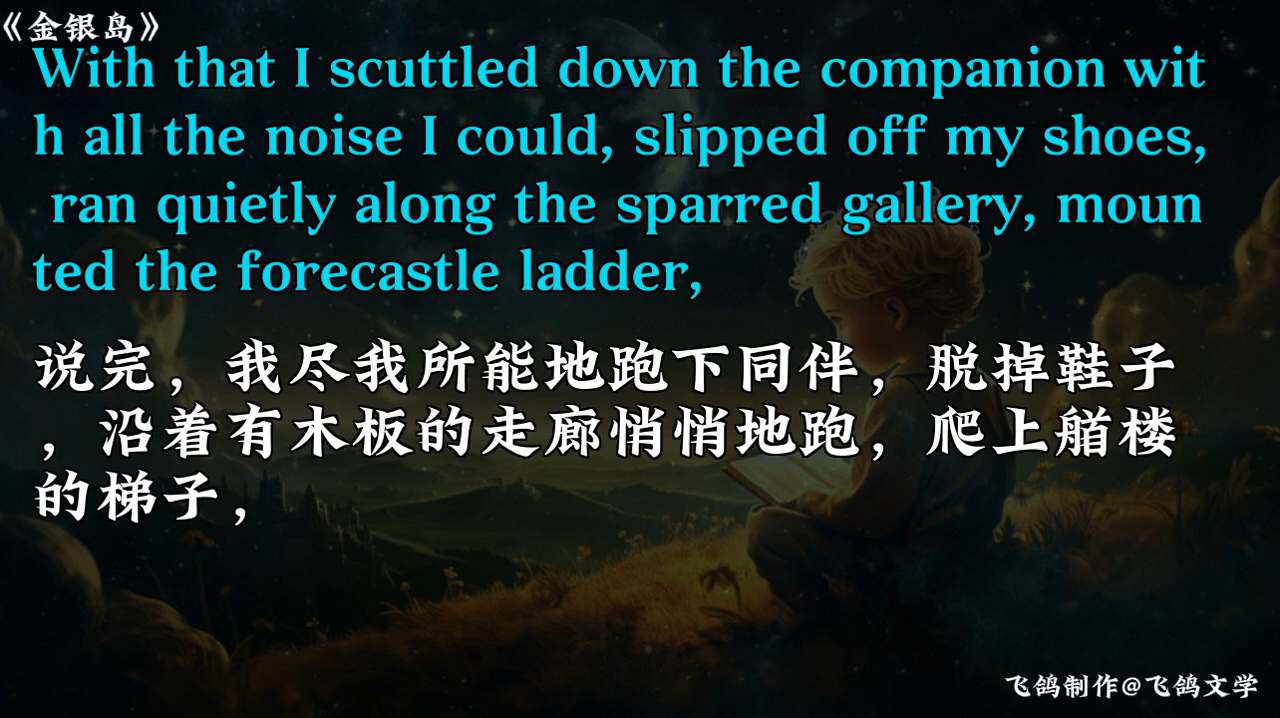 《金银岛》
With that I scuttled down the companion wit
h all the noise I could, slipped off my shoes,
ran quietly along the sparred gallery, moun
ted the forecastle ladder,
说完，我尽我所能地跑下同伴，脱掉鞋子
，沿着有木板的走廊悄悄地跑，爬上艏楼
的梯子，
飞鸽制作@飞鸽文学